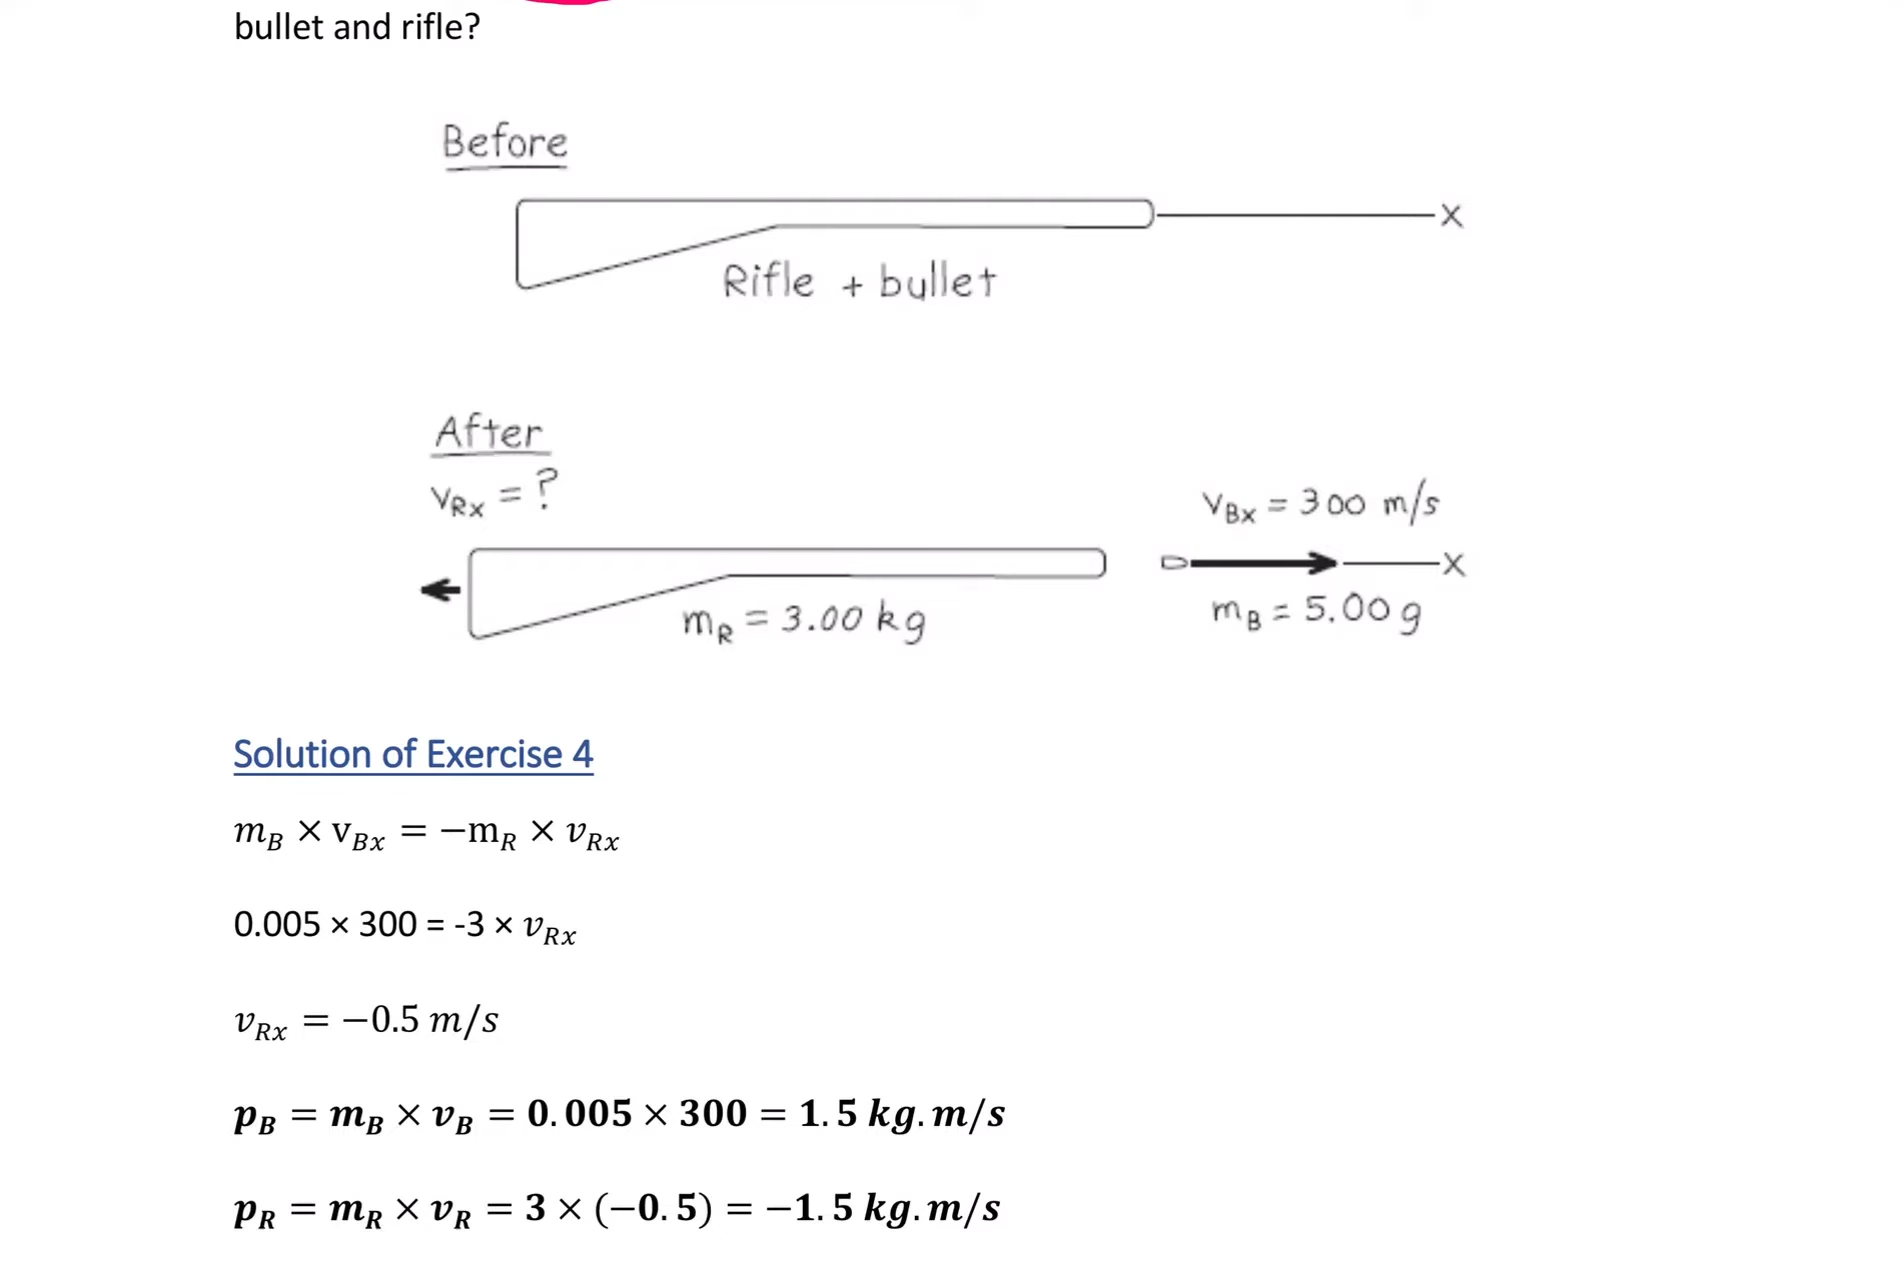 bullet and rifle?
Before
X
Rifle + bullet
After
vRx = ?
vBx = 300 m/s
X
mR = 3.00 kg
mB = 5.00 g
Solution of Exercise 4
mB × vBx = −mR × vRx
0.005 × 300 = -3 × vRx
vRx = −0.5 m/s
pB = mB × vB = 0.005 × 300 = 1.5 kg.m/s
pR = mR × vR = 3 × (−0.5) = −1.5 kg.m/s